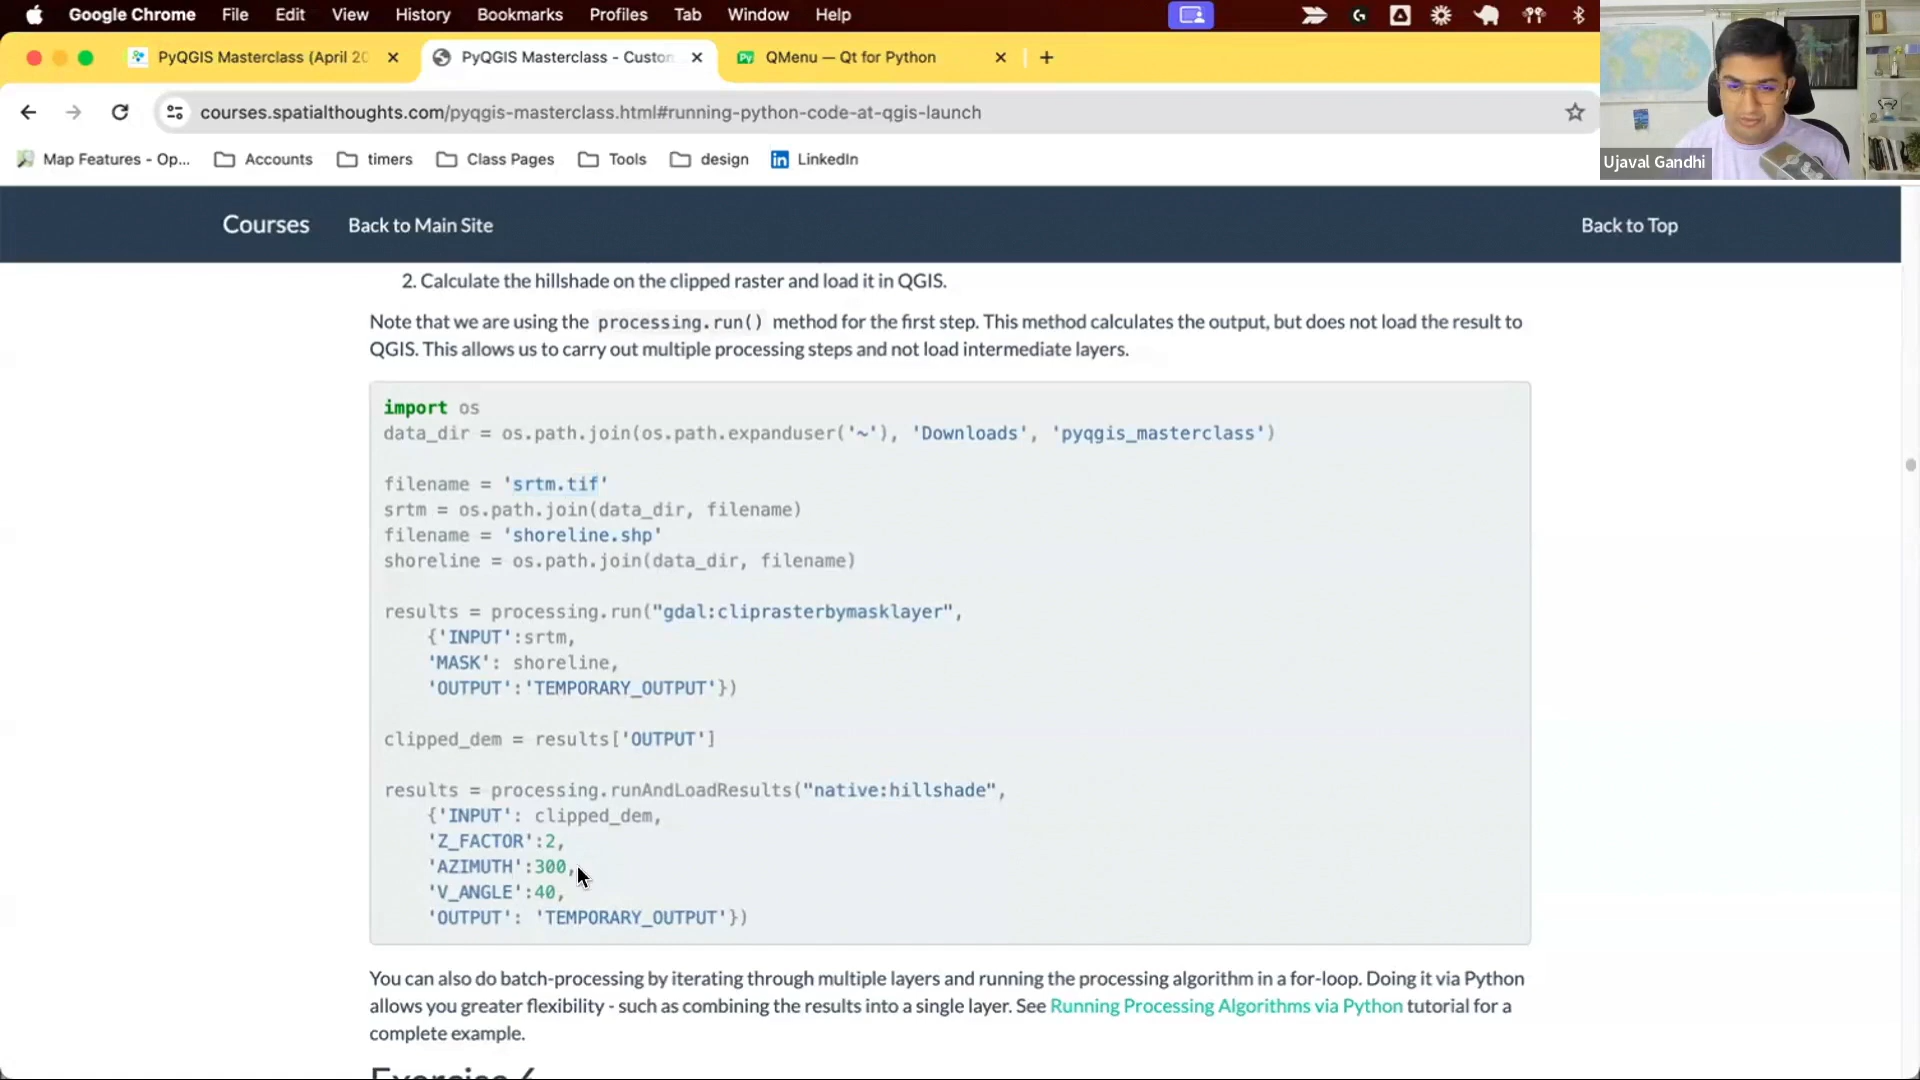 Google Chrome File Edit View History Bookmarks Profiles Tab Window Help
PyQGIS Masterclass (April 20
PyQGIS Masterclass - Custom
QMenu — Qt for Python
courses.spatialthoughts.com/pyqgis-masterclass.html#running-python-code-at-qgis-launch
Map Features - Op... Accounts timers Class Pages Tools design LinkedIn
Ujaval Gandhi
Courses Back to Main Site Back to Top
2. Calculate the hillshade on the clipped raster and load it in QGIS.
Note that we are using the processing.run() method for the first step. This method calculates the output, but does not load the result to
QGIS. This allows us to carry out multiple processing steps and not load intermediate layers.
import os
data_dir = os.path.join(os.path.expanduser('~'), 'Downloads', 'pyqgis_masterclass')
filename = 'srtm.tif'
srtm = os.path.join(data_dir, filename)
filename = 'shoreline.shp'
shoreline = os.path.join(data_dir, filename)
results = processing.run("gdal:cliprasterbymasklayer",
{'INPUT':srtm,
'MASK': shoreline,
'OUTPUT':'TEMPORARY_OUTPUT'})
clipped_dem = results['OUTPUT']
results = processing.runAndLoadResults("native:hillshade",
{'INPUT': clipped_dem,
'Z_FACTOR':2,
'AZIMUTH':300,
'V_ANGLE':40,
'OUTPUT': 'TEMPORARY_OUTPUT'})
You can also do batch-processing by iterating through multiple layers and running the processing algorithm in a for-loop. Doing it via Python
allows you greater flexibility - such as combining the results into a single layer. See Running Processing Algorithms via Python tutorial for a
complete example.
Exercise 6